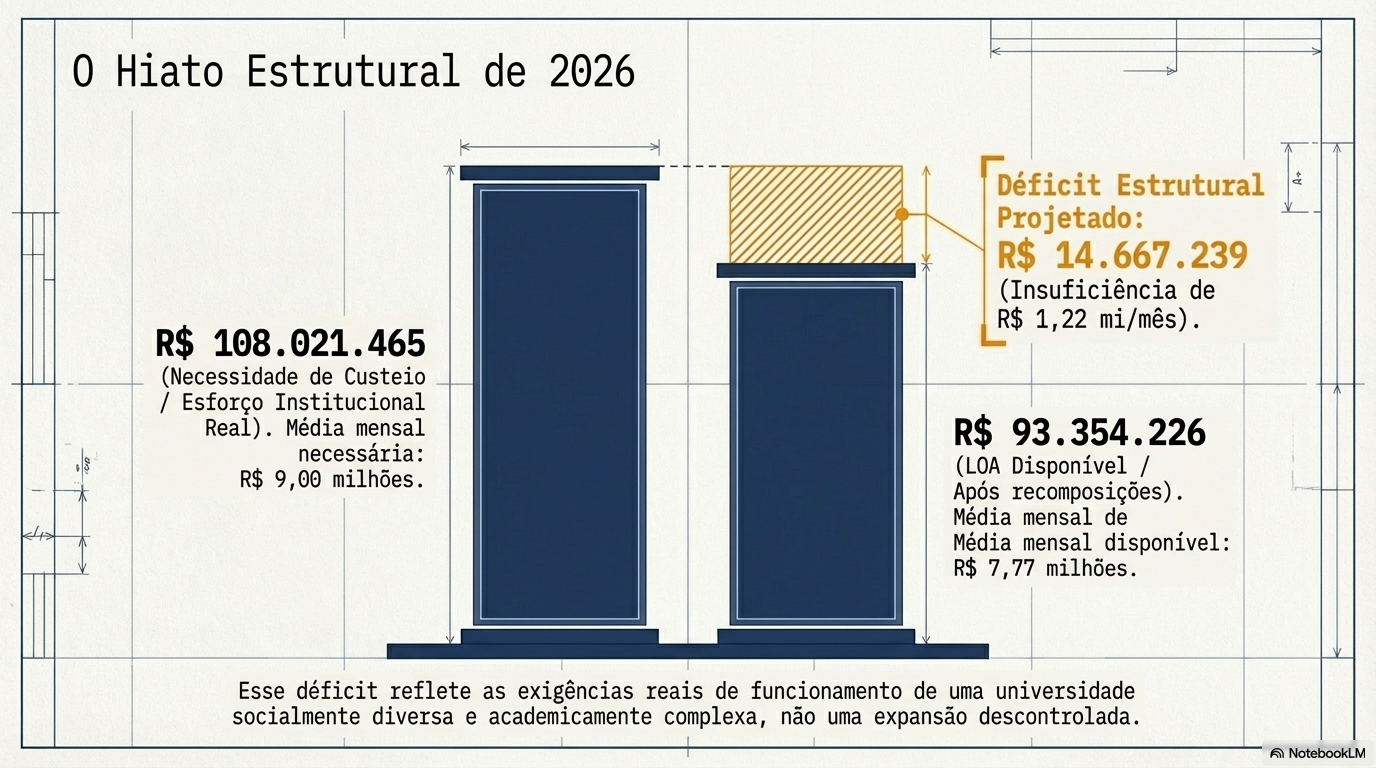 O Hiato Estrutural de 2026
R$ 108.021.465
(Necessidade de Custeio
/ Esforço Institucional
Real). Média mensal
necessária:
R$ 9,00 milhões.
Déficit Estrutural
Projetado:
R$ 14.667.239
(Insuficiência de
R$ 1,22 mi/mês).
R$ 93.354.226
(LOA Disponível /
Após recomposições).
Média mensal de
Média mensal disponível:
R$ 7,77 milhões.
Esse déficit reflete as exigências reais de funcionamento de uma universidade
socialmente diversa e academicamente complexa, não uma expansão descontrolada.
NotebookLM